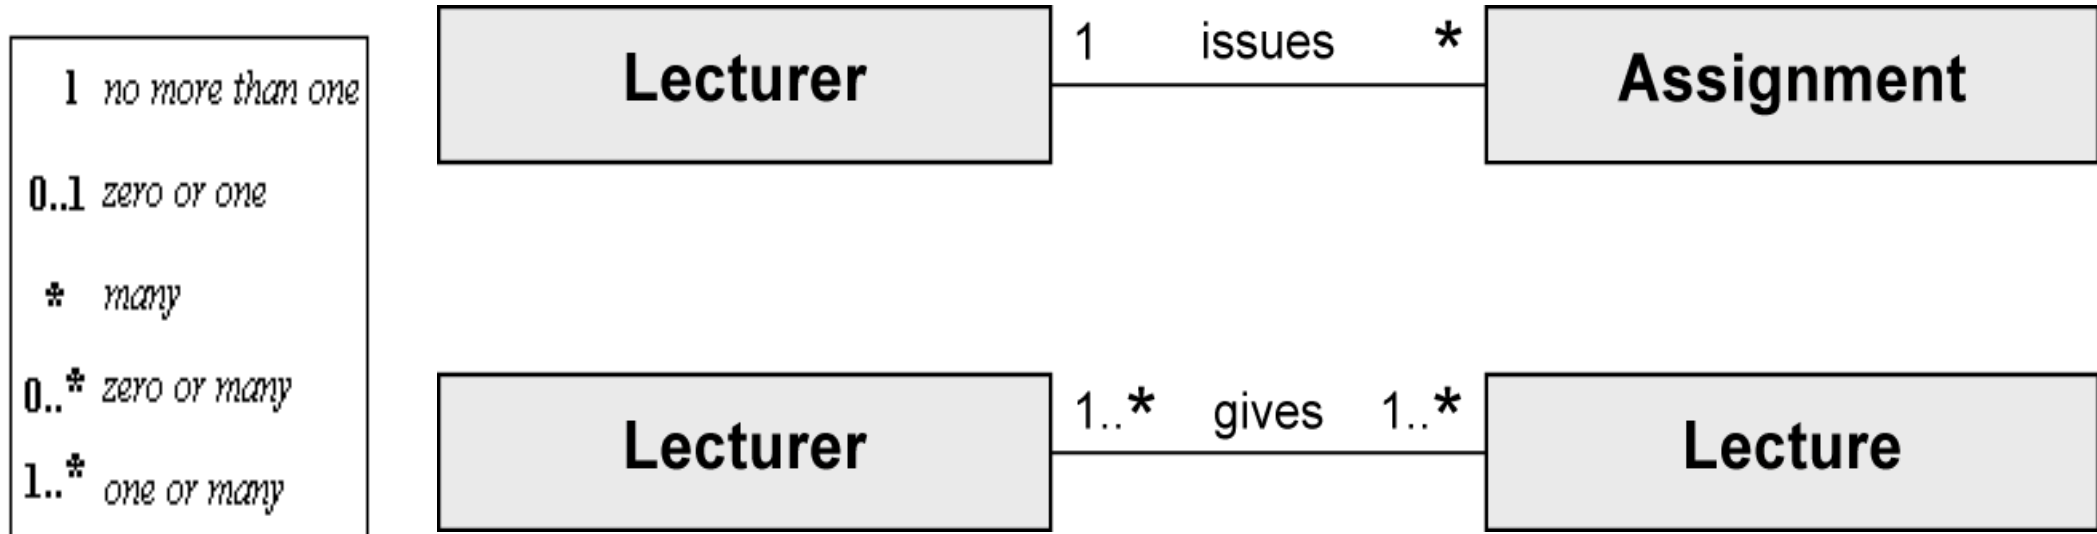 1 no more than one
0..1 zero or one
* many
0..* zero or many
1..* one or many
Lecturer
1 issues *
Assignment
Lecturer
1..* gives 1..*
Lecture